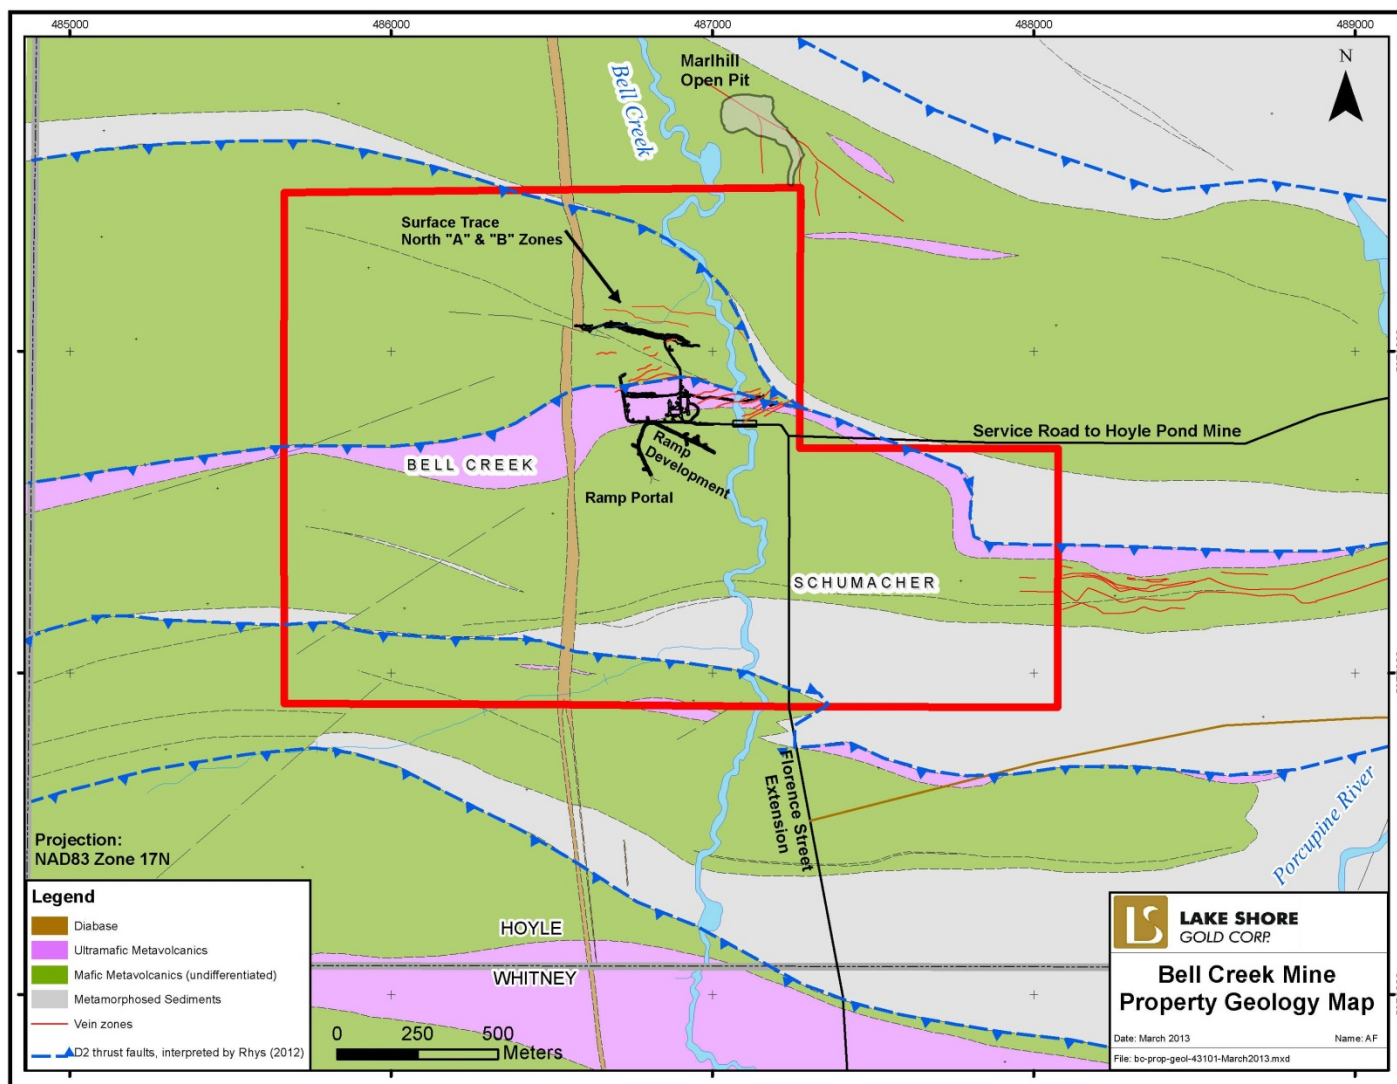 485000
486000
487000
488000
489000
Marlhill
Open Pit
N
Bell Creek
Surface Trace
North "A" & "B" Zones
Service Road to Hoyle Pond Mine
BELL CREEK
Ramp
Development
Ramp Portal
SCHUMACHER
Florence Street
Extension
Porcupine River
Projection:
NAD83 Zone 17N
Legend
Diabase
Ultramafic Metavolcanics
Mafic Metavolcanics (undifferentiated)
Metamorphosed Sediments
Vein zones
D2 thrust faults, interpreted by Rhys (2012)
HOYLE
WHITNEY
0 250 500
Meters
LS
LAKE SHORE
GOLD CORP.
Bell Creek Mine
Property Geology Map
Date: March 2013 Name: AF
File: bc-prop-geol-43101-March2013.mxd